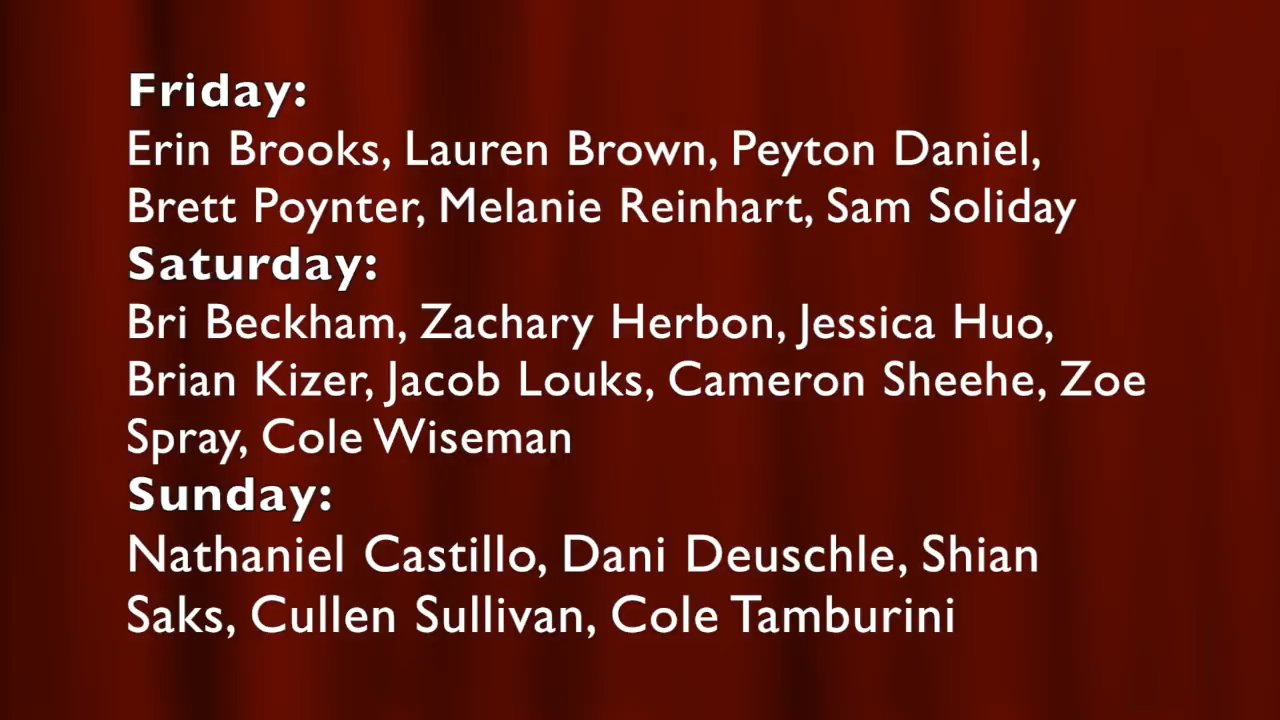 Friday:
Erin Brooks, Lauren Brown, Peyton Daniel,
Brett Poynter, Melanie Reinhart, Sam Soliday
Saturday:
Bri Beckham, Zachary Herbon, Jessica Huo,
Brian Kizer, Jacob Louks, Cameron Sheehe, Zoe
Spray, Cole Wiseman
Sunday:
Nathaniel Castillo, Dani Deuschle, Shian
Saks, Cullen Sullivan, Cole Tamburini